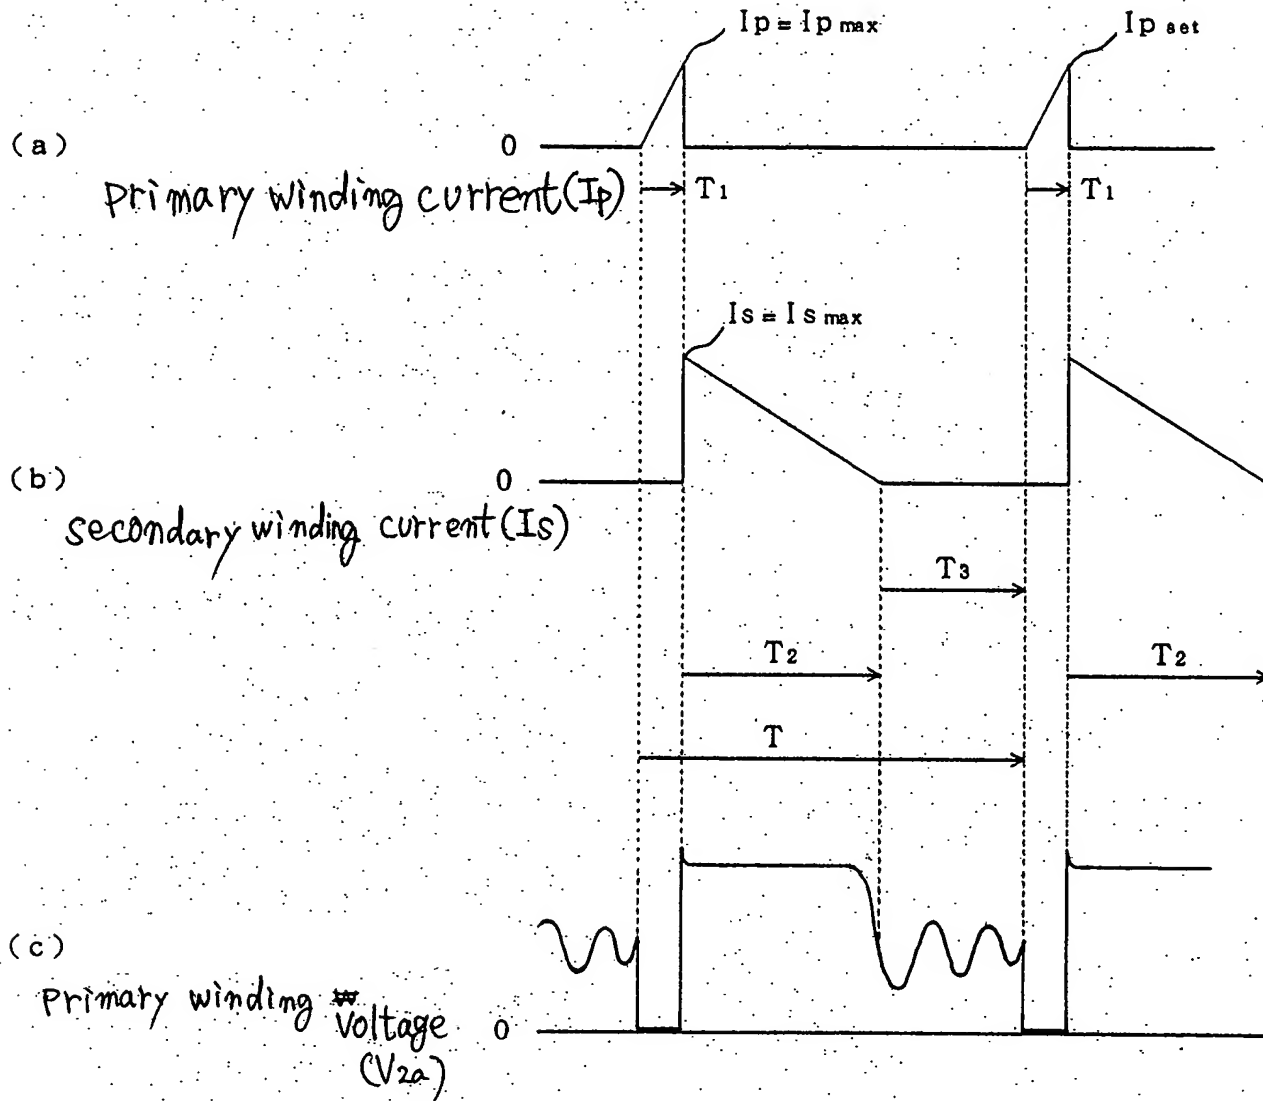 Ip = Ip max
Ip set
(a)
0
Primary winding current(Ip)
T1
T1
Is = Is max
(b)
0
secondary winding current(Is)
T3
T2
T2
T
(c)
Primary winding
Voltage
(V2a)
0